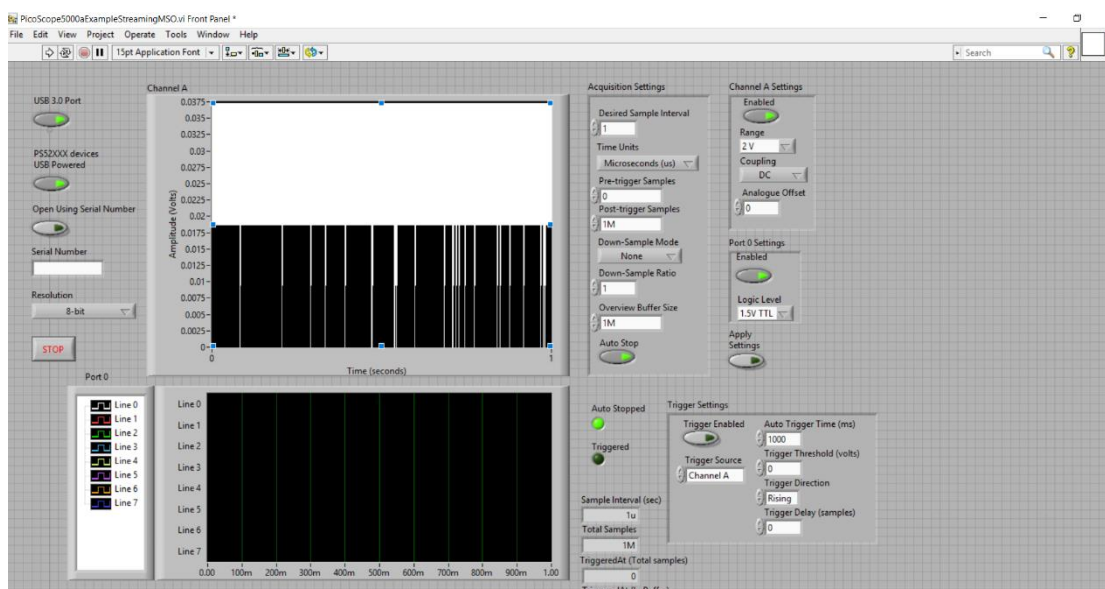 PicoScope5000aExampleStreamingMSO.vi Front Panel *
File Edit View Project Operate Tools Window Help
15pt Application Font
Search
USB 3.0 Port
PS52XXX devices
USB Powered
Open Using Serial Number
Serial Number
Resolution
8-bit
STOP
Channel A
Amplitude (Volts)
0.0375
0.035
0.0325
0.03
0.0275
0.025
0.0225
0.02
0.0175
0.015
0.0125
0.01
0.0075
0.005
0.0025
0
0 1
Time (seconds)
Acquisition Settings
Desired Sample Interval
1
Time Units
Microseconds (us)
Pre-trigger Samples
0
Post-trigger Samples
1M
Down-Sample Mode
None
Down-Sample Ratio
1
Overview Buffer Size
1M
Auto Stop
Channel A Settings
Enabled
Range
2 V
Coupling
DC
Analogue Offset
0
Port 0 Settings
Enabled
Logic Level
1.5V TTL
Apply
Settings
Port 0
Line 0
Line 1
Line 2
Line 3
Line 4
Line 5
Line 6
Line 7
Line 0
Line 1
Line 2
Line 3
Line 4
Line 5
Line 6
Line 7
0.00 100m 200m 300m 400m 500m 600m 700m 800m 900m 1.00
Auto Stopped
Triggered
Sample Interval (sec)
1u
Total Samples
1M
TriggeredAt (Total samples)
0
Trigger Settings
Trigger Enabled
Trigger Source
Channel A
Auto Trigger Time (ms)
1000
Trigger Threshold (volts)
0
Trigger Direction
Rising
Trigger Delay (samples)
0